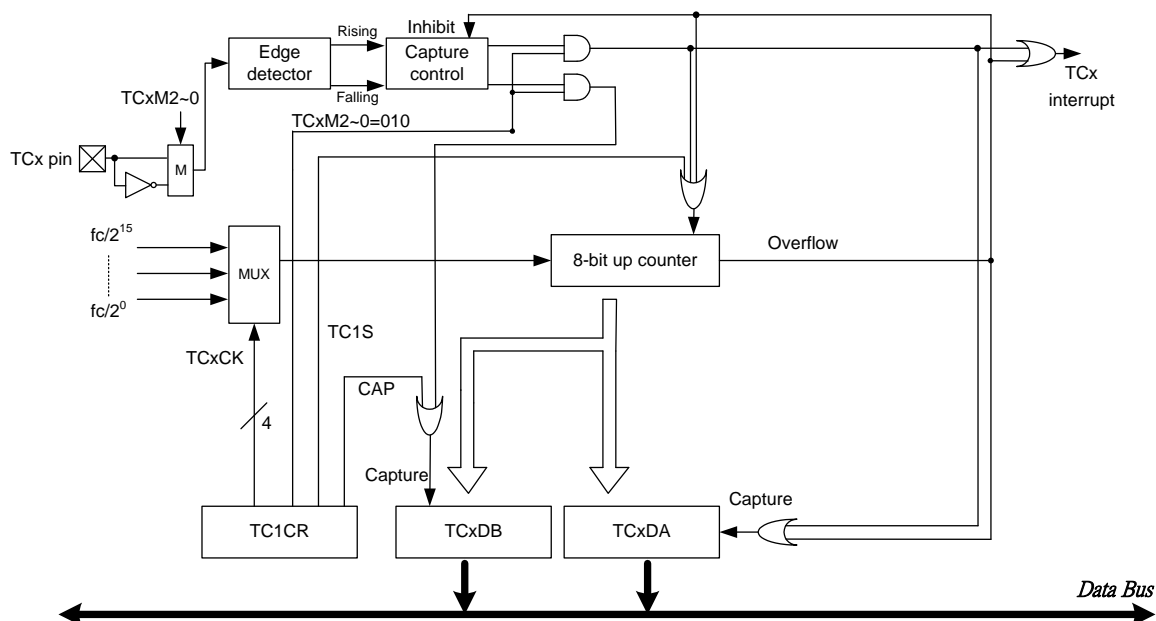 Inhibit
Rising
Edge
detector
Capture
control
Falling
TCx
interrupt
TCxM2~0
TCxM2~0=010
TCx pin
M
fc/2^15
MUX
fc/2^0
8-bit up counter
Overflow
TC1S
TCxCK
CAP
4
Capture
Capture
TC1CR
TCxDB
TCxDA
Data Bus